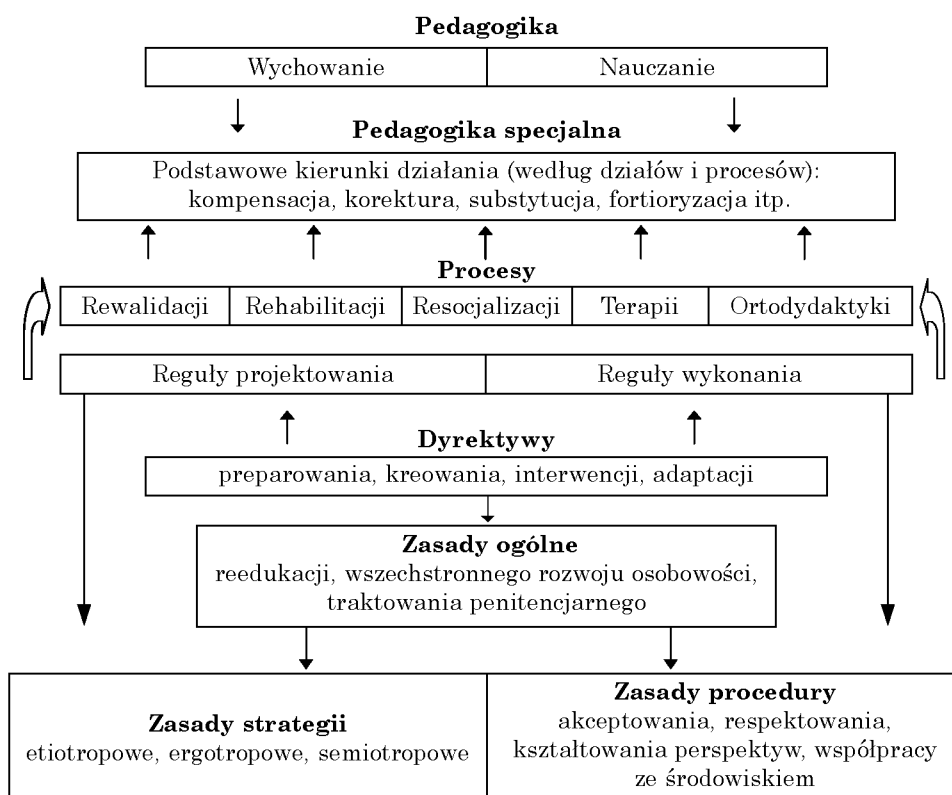 Pedagogika
Wychowanie
Nauczanie
Pedagogika specjalna
Podstawowe kierunki działania (według działów i procesów):
kompensacja, korektura, substytucja, fortioryzacja itp.
Procesy
Rewalidacji
Rehabilitacji
Resocjalizacji
Terapii
Ortodydaktyki
Reguły projektowania
Reguły wykonania
Dyrektywy
preparowania, kreowania, interwencji, adaptacji
Zasady ogólne
reedukacji, wszechstronnego rozwoju osobowości,
traktowania penitencjarnego
Zasady strategii
etiotropowe, ergotropowe, semiotropowe
Zasady procedury
akceptowania, respektowania,
kształtowania perspektyw, współpracy
ze środowiskiem